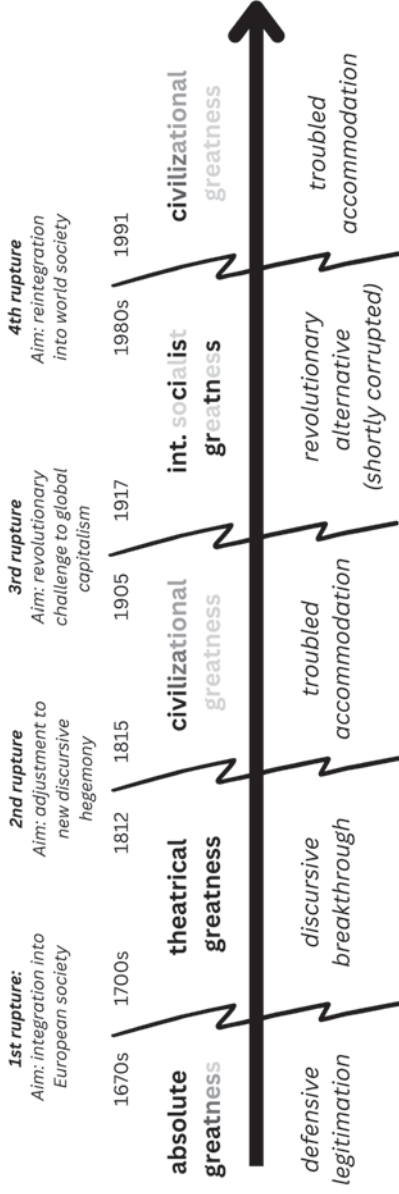 1st rupture:
Aim: integration into
European society
2nd rupture
Aim: adjustment to
new discursive
hegemony
3rd rupture
Aim: revolutionary
challenge to global
capitalism
4th rupture
Aim: reintegration
into world society
1670s
1700s
1812
1815
1905
1917
1980s
1991
absolute
greatness
theatrical
greatness
civilizational
greatness
int. socialist
greatness
civilizational
greatness
defensive
legitimation
discursive
breakthrough
troubled
accommodation
revolutionary
alternative
(shortly corrupted)
troubled
accommodation